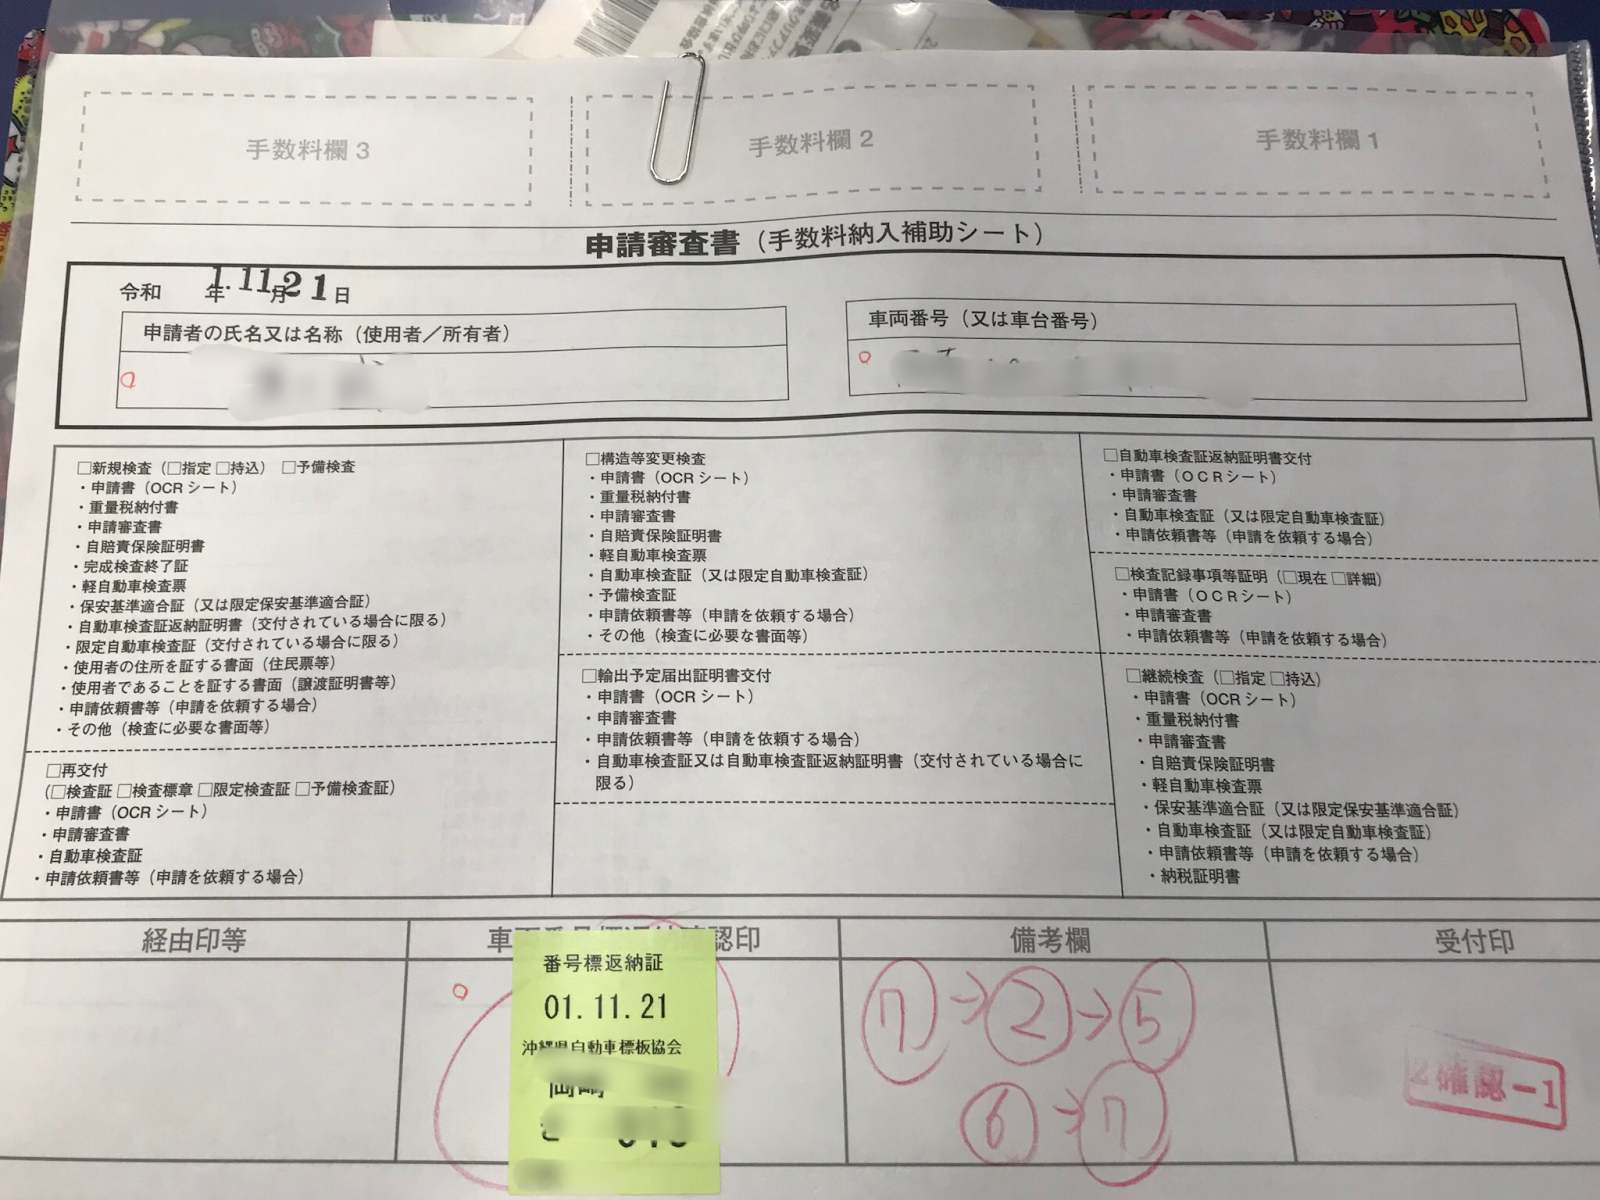 手数料欄3
手数料欄2
手数料欄1
申請審査書（手数料納入補助シート）
令和 年 月 日
1.11.21
申請者の氏名又は名称（使用者／所有者）
車両番号（又は車台番号）
□新規検査（□指定 □持込） □予備検査
・申請書（OCRシート）
・重量税納付書
・申請審査書
・自賠責保険証明書
・完成検査終了証
・軽自動車検査票
・保安基準適合証（又は限定保安基準適合証）
・自動車検査証返納証明書（交付されている場合に限る）
・限定自動車検査証（交付されている場合に限る）
・使用者の住所を証する書面（住民票等）
・使用者であることを証する書面（譲渡証明書等）
・申請依頼書等（申請を依頼する場合）
・その他（検査に必要な書面等）
□再交付
（□検査証 □検査標章 □限定検査証 □予備検査証）
・申請書（OCRシート）
・申請審査書
・自動車検査証
・申請依頼書等（申請を依頼する場合）
□構造等変更検査
・申請書（OCRシート）
・重量税納付書
・申請審査書
・自賠責保険証明書
・軽自動車検査票
・自動車検査証（又は限定自動車検査証）
・予備検査証
・申請依頼書等（申請を依頼する場合）
・その他（検査に必要な書面等）
□輸出予定届出証明書交付
・申請書（OCRシート）
・申請審査書
・申請依頼書等（申請を依頼する場合）
・自動車検査証又は自動車検査証返納証明書（交付されている場合に
限る）
□自動車検査証返納証明書交付
・申請書（ＯＣＲシート）
・申請審査書
・自動車検査証（又は限定自動車検査証）
・申請依頼書等（申請を依頼する場合）
□検査記録事項等証明（□現在 □詳細）
・申請書（ＯＣＲシート）
・申請審査書
・申請依頼書等（申請を依頼する場合）
□継続検査（□指定 □持込）
・申請書（OCRシート）
・重量税納付書
・申請審査書
・自賠責保険証明書
・軽自動車検査票
・保安基準適合証（又は限定保安基準適合証）
・自動車検査証（又は限定自動車検査証）
・申請依頼書等（申請を依頼する場合）
・納税証明書
経由印等
認印
備考欄
受付印
番号標返納証
01.11.21
沖縄県自動車標板協会
⑦→②→⑤
⑥→⑦
2確認-1